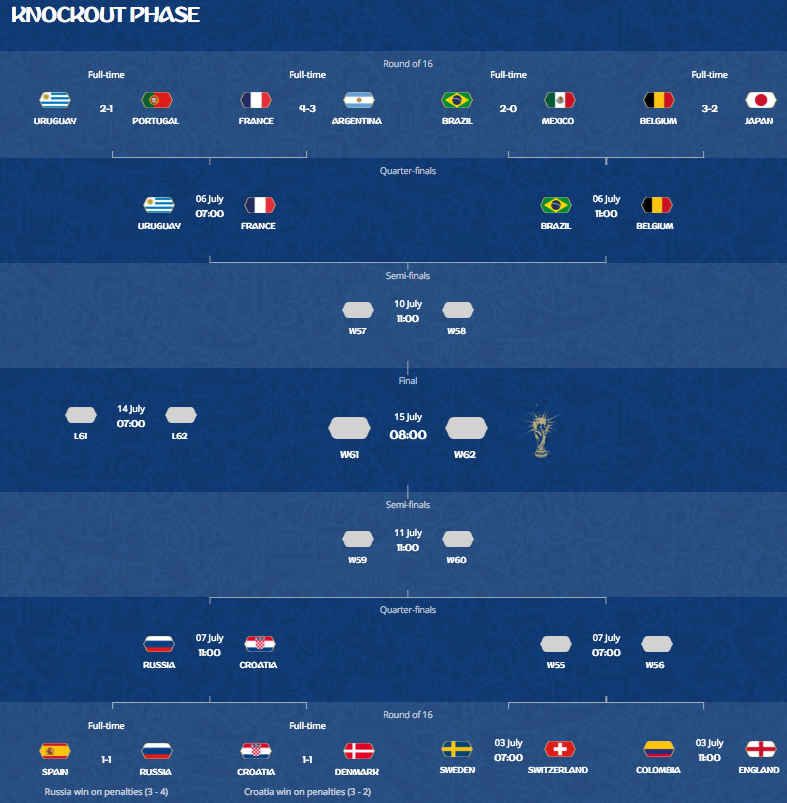 KNOCKOUT PHASE
Round of 16
Full-time Full-time Full-time Full-time
URUGUAY 2-1 PORTUGAL FRANCE 4-3 ARGENTINA BRAZIL 2-0 MEXICO BELGIUM 3-2 JAPAN
Quarter-finals
06 July 06 July
07:00 11:00
URUGUAY FRANCE BRAZIL BELGIUM
Semi-finals
10 July
11:00
W57 W58
Final
14 July 15 July
07:00 08:00
L61 L62 W61 W62
Semi-finals
11 July
11:00
W59 W60
Quarter-finals
07 July 07 July
11:00 07:00
RUSSIA CROATIA W55 W56
Round of 16
Full-time Full-time
03 July 03 July
1-1 1-1 07:00 11:00
SPAIN RUSSIA CROATIA DENMARK SWEDEN SWITZERLAND COLOMBIA ENGLAND
Russia win on penalties (3 - 4) Croatia win on penalties (3 - 2)